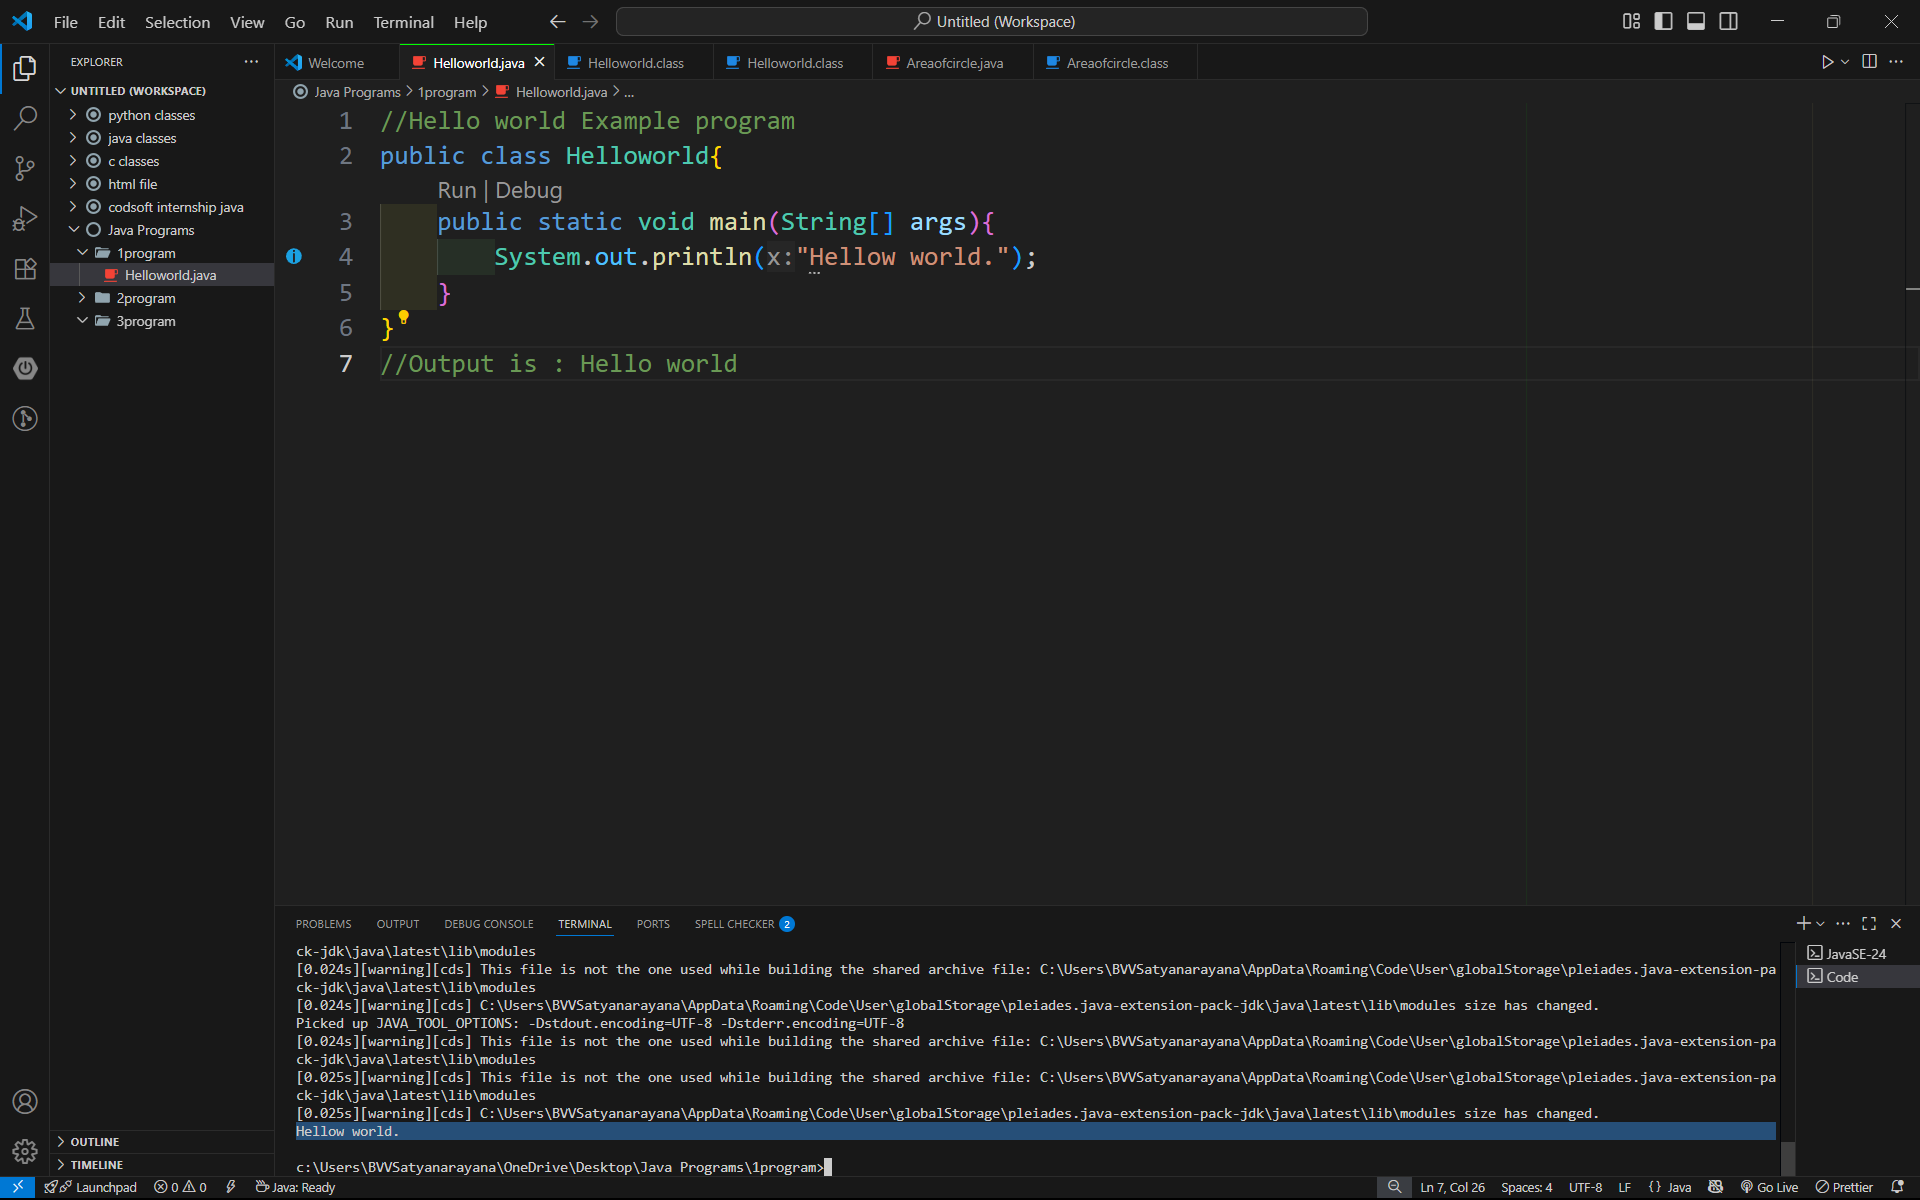 File Edit Selection View Go Run Terminal Help
Untitled (Workspace)
EXPLORER
UNTITLED (WORKSPACE)
python classes
java classes
c classes
html file
codsoft internship java
Java Programs
1program
Helloworld.java
2program
3program
OUTLINE
TIMELINE
Welcome Helloworld.java Helloworld.class Helloworld.class Areaofcircle.java Areaofcircle.class
Java Programs > 1program > Helloworld.java > ...
1 //Hello world Example program
2 public class Helloworld{
Run | Debug
3 public static void main(String[] args){
4 System.out.println(x:"Hellow world.");
5 }
6 }
7 //Output is : Hello world
PROBLEMS OUTPUT DEBUG CONSOLE TERMINAL PORTS SPELL CHECKER 2
ck-jdk\java\latest\lib\modules
[0.024s][warning][cds] This file is not the one used while building the shared archive file: C:\Users\BVVSatyanarayana\AppData\Roaming\Code\User\globalStorage\pleiades.java-extension-pa
ck-jdk\java\latest\lib\modules
[0.024s][warning][cds] C:\Users\BVVSatyanarayana\AppData\Roaming\Code\User\globalStorage\pleiades.java-extension-pack-jdk\java\latest\lib\modules size has changed.
Picked up JAVA_TOOL_OPTIONS: -Dstdout.encoding=UTF-8 -Dstderr.encoding=UTF-8
[0.024s][warning][cds] This file is not the one used while building the shared archive file: C:\Users\BVVSatyanarayana\AppData\Roaming\Code\User\globalStorage\pleiades.java-extension-pa
ck-jdk\java\latest\lib\modules
[0.025s][warning][cds] This file is not the one used while building the shared archive file: C:\Users\BVVSatyanarayana\AppData\Roaming\Code\User\globalStorage\pleiades.java-extension-pa
ck-jdk\java\latest\lib\modules
[0.025s][warning][cds] C:\Users\BVVSatyanarayana\AppData\Roaming\Code\User\globalStorage\pleiades.java-extension-pack-jdk\java\latest\lib\modules size has changed.
Hellow world.
c:\Users\BVVSatyanarayana\OneDrive\Desktop\Java Programs\1program>
JavaSE-24
Code
Launchpad 0 0 Java: Ready Ln 7, Col 26 Spaces: 4 UTF-8 LF {} Java Go Live Prettier